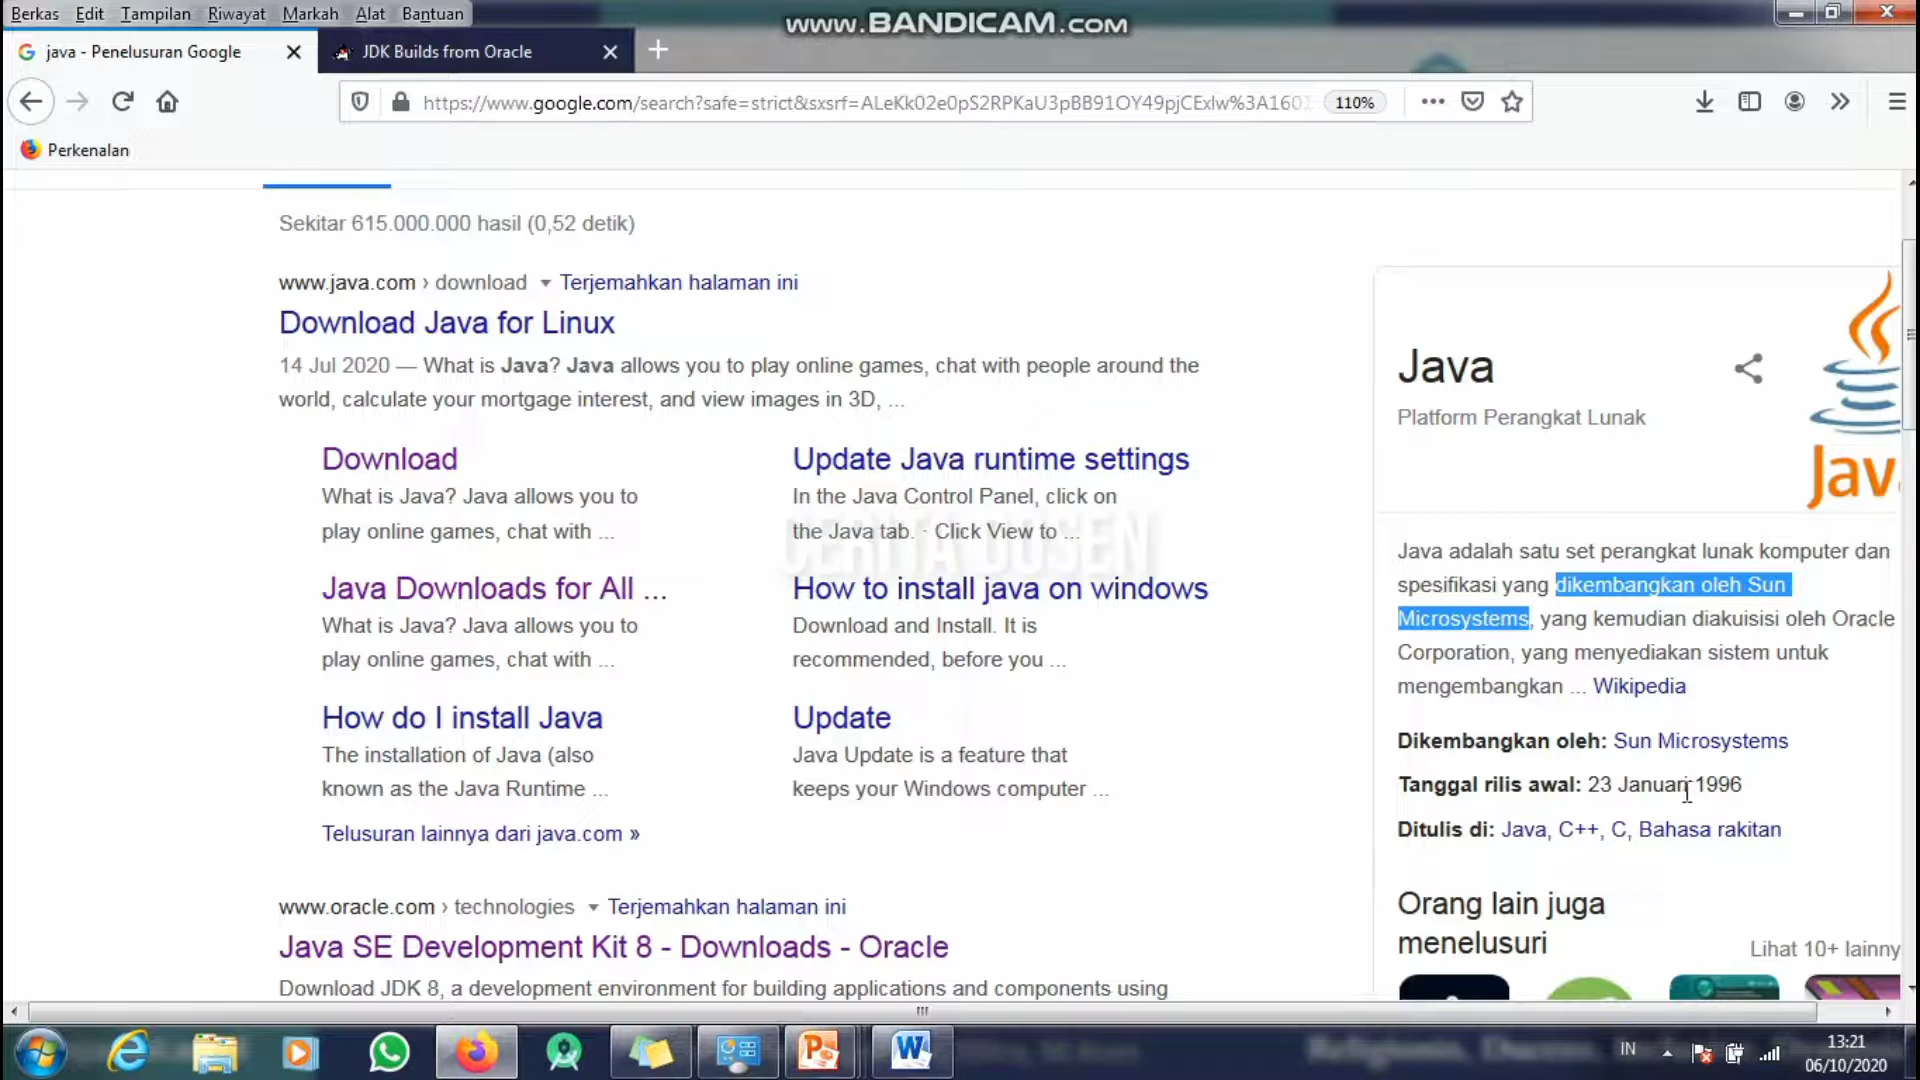 Berkas Edit Tampilan Riwayat Markah Alat Bantuan
www.BANDICAM.com
java - Penelusuran Google
JDK Builds from Oracle
https://www.google.com/search?safe=strict&sxsrf=ALeKk02e0pS2RPKaU3pBB91OY49pjCExlw%3A160
110%
Perkenalan
Sekitar 615.000.000 hasil (0,52 detik)
www.java.com › download Terjemahkan halaman ini
Download Java for Linux
14 Jul 2020 — What is Java? Java allows you to play online games, chat with people around the
world, calculate your mortgage interest, and view images in 3D, ...
Download
What is Java? Java allows you to
play online games, chat with ...
Update Java runtime settings
In the Java Control Panel, click on
the Java tab. · Click View to ...
CERITA DOSEN
Java Downloads for All ...
What is Java? Java allows you to
play online games, chat with ...
How to install java on windows
Download and Install. It is
recommended, before you ...
How do I install Java
The installation of Java (also
known as the Java Runtime ...
Update
Java Update is a feature that
keeps your Windows computer ...
Telusuran lainnya dari java.com »
www.oracle.com › technologies Terjemahkan halaman ini
Java SE Development Kit 8 - Downloads - Oracle
Download JDK 8, a development environment for building applications and components using
Java
Platform Perangkat Lunak
Jav
Java adalah satu set perangkat lunak komputer dan
spesifikasi yang dikembangkan oleh Sun
Microsystems, yang kemudian diakuisisi oleh Oracle
Corporation, yang menyediakan sistem untuk
mengembangkan ... Wikipedia
Dikembangkan oleh: Sun Microsystems
Tanggal rilis awal: 23 Januari 1996
Ditulis di: Java, C++, C, Bahasa rakitan
Orang lain juga
menelusuri
Lihat 10+ lainny
IN
13:21
06/10/2020